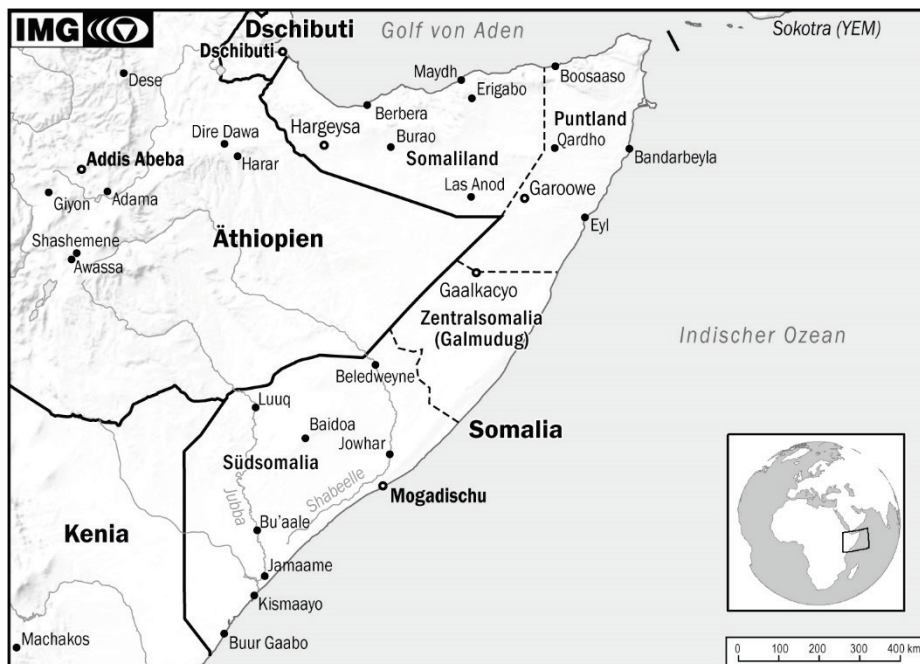 IMG
Dschibuti
Golf von Aden
Sokotra (YEM)
Dschibuti
Dese
Maydh
Boosaaso
Erigabo
Berbera
Puntland
Dire Dawa
Hargeysa
Burao
Qardho
Harar
Somaliland
Bandarbeyla
Addis Abeba
Las Anod
Garoowe
Giyon
Adama
Eyl
Shashemene
Äthiopien
Awassa
Gaalkacyo
Zentralsomalia
(Galmudug)
Indischer Ozean
Beledweyne
Luuq
Baidoa
Somalia
Jowhar
Südsomalia
Jubba
Shabeelle
Mogadischu
Bu'aale
Kenia
Jamaame
Kismaayo
Machakos
Buur Gaabo
0 100 200 300 400 km